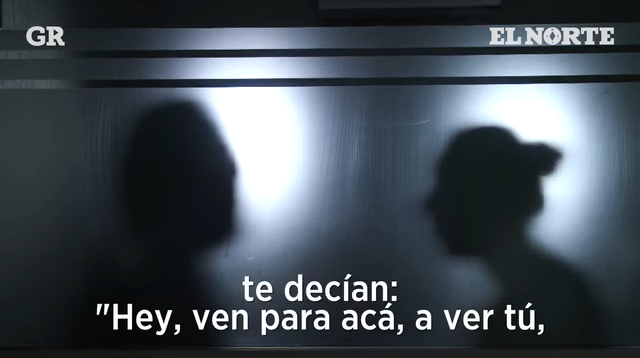 GR
EL NORTE
te decían:
"Hey, ven para acá, a ver tú,